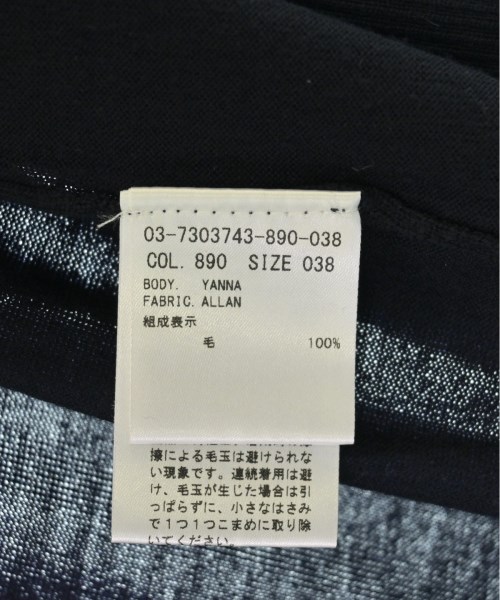 03-7303743-890-038
COL. 890 SIZE 038
BODY. YANNA
FABRIC. ALLAN
組成表示
毛 100%
擦による毛玉は避けられな
い現象です。連続着用は避
け、毛玉が生じた場合は引
っぱらずに、小さなはさみ
で1つ1つこまめに取り除
いてください。